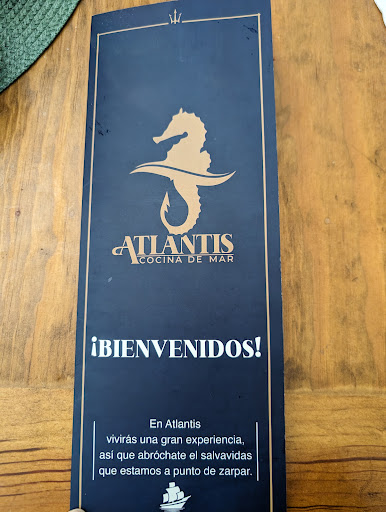 ATLANTIS
COCINA DE MAR
¡BIENVENIDOS!
En Atlantis
vivirás una gran experiencia,
así que abróchate el salvavidas
que estamos a punto de zarpar.